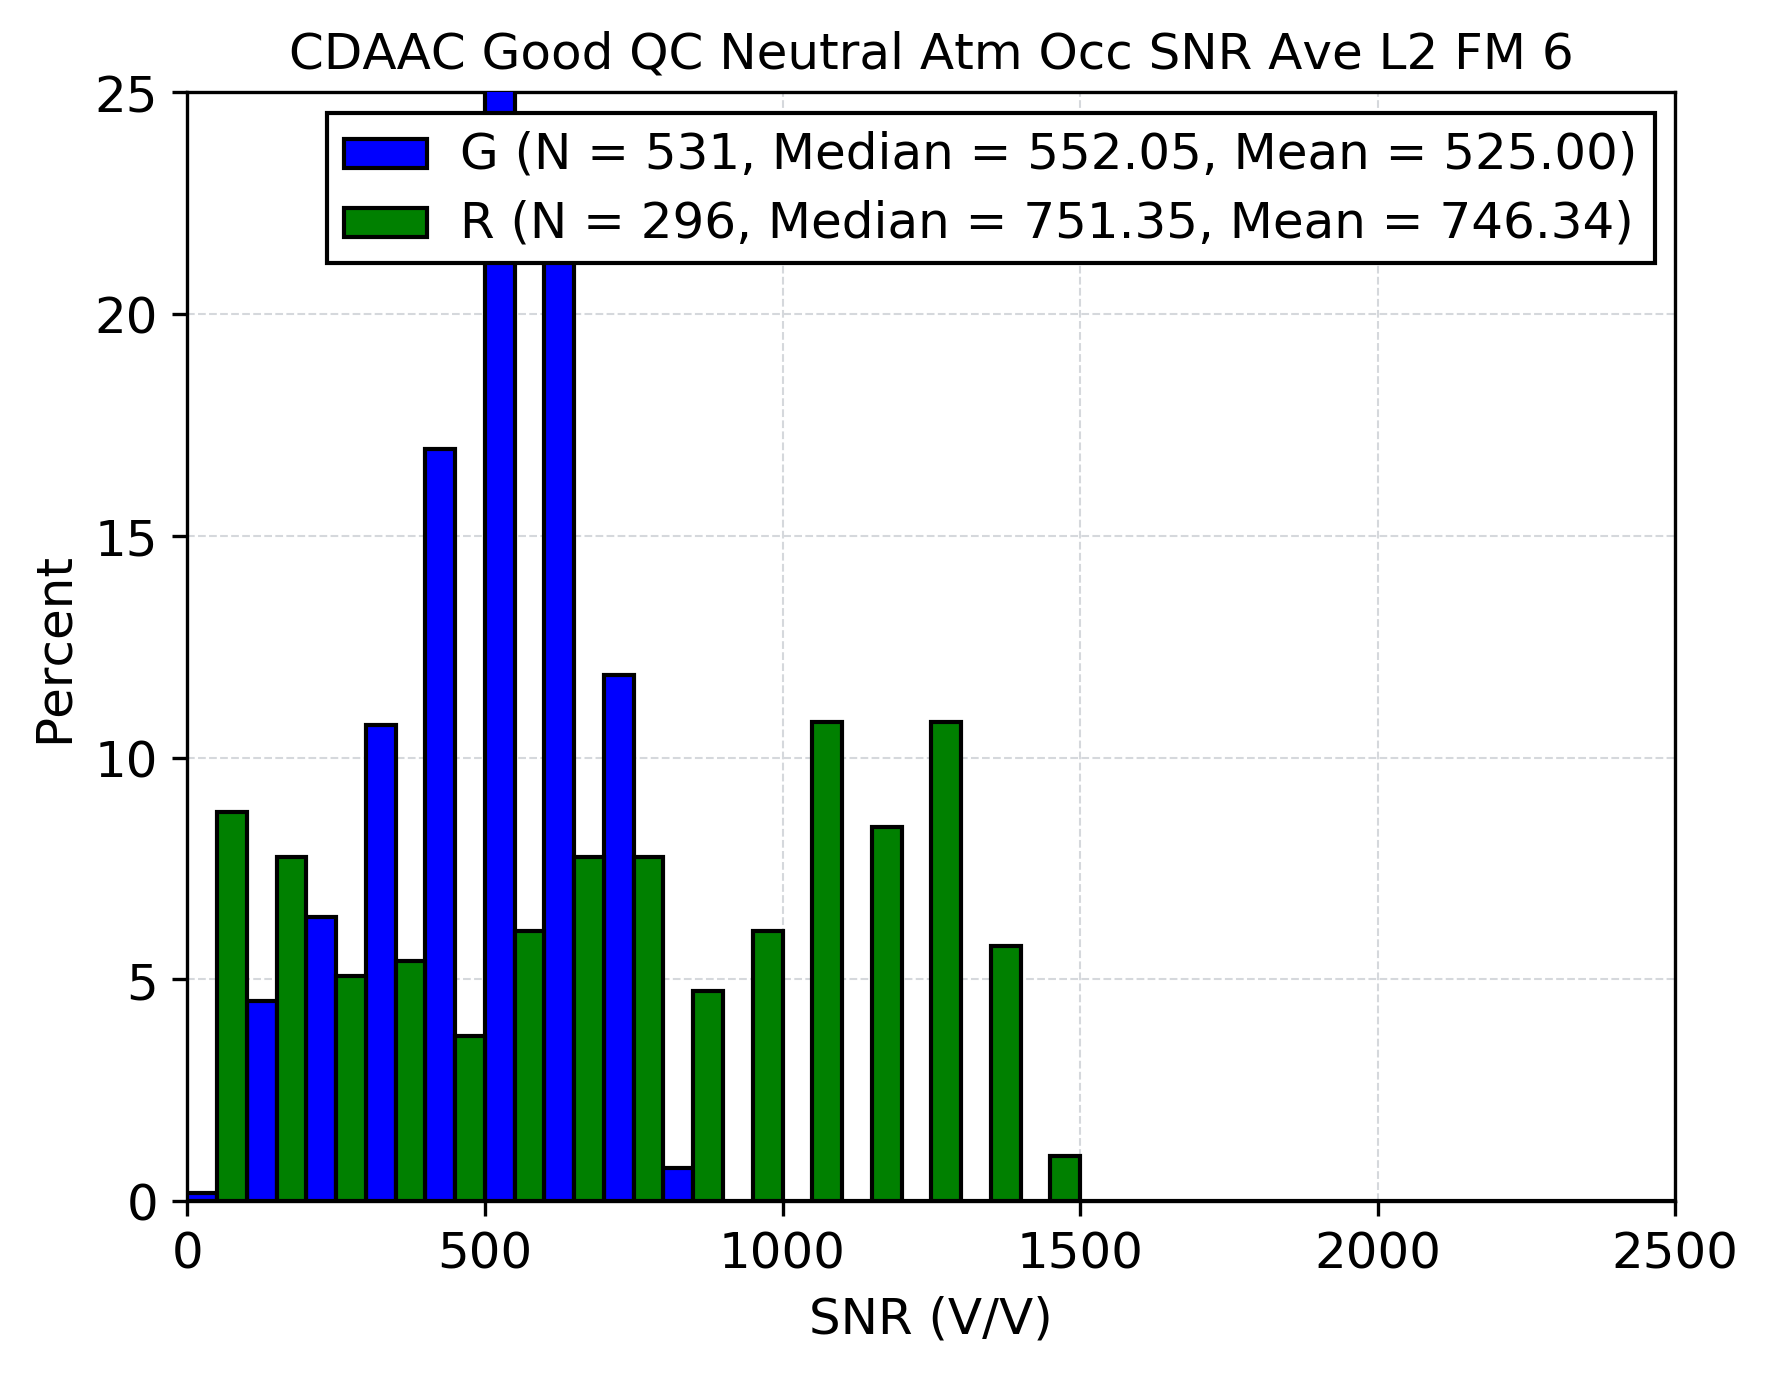 CDAAC Good QC Neutral Atm Occ SNR Ave L2 FM 6
25
G (N = 531, Median = 552.05, Mean = 525.00)
R (N = 296, Median = 751.35, Mean = 746.34)
20
15
10
5
0
Percent
0 500 1000 1500 2000 2500
SNR (V/V)